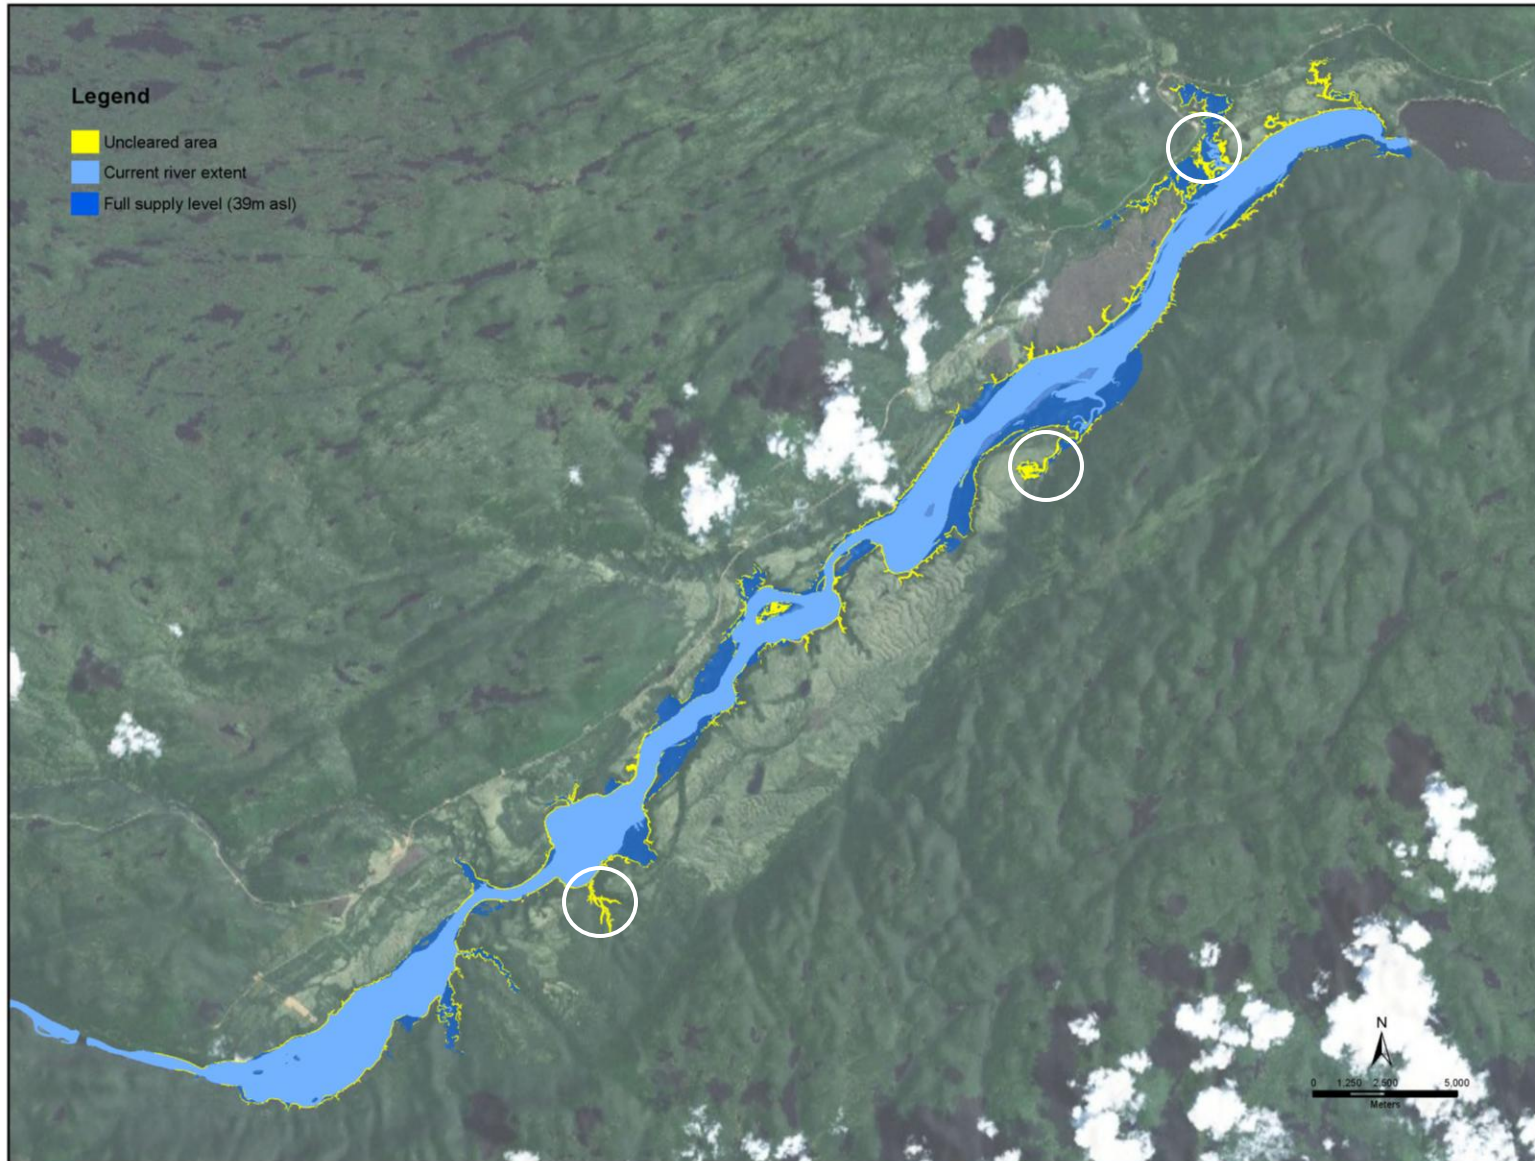 Legend
Uncleared area
Current river extent
Full supply level (39m asl)
N
0 1,250 2,500 5,000
Meters